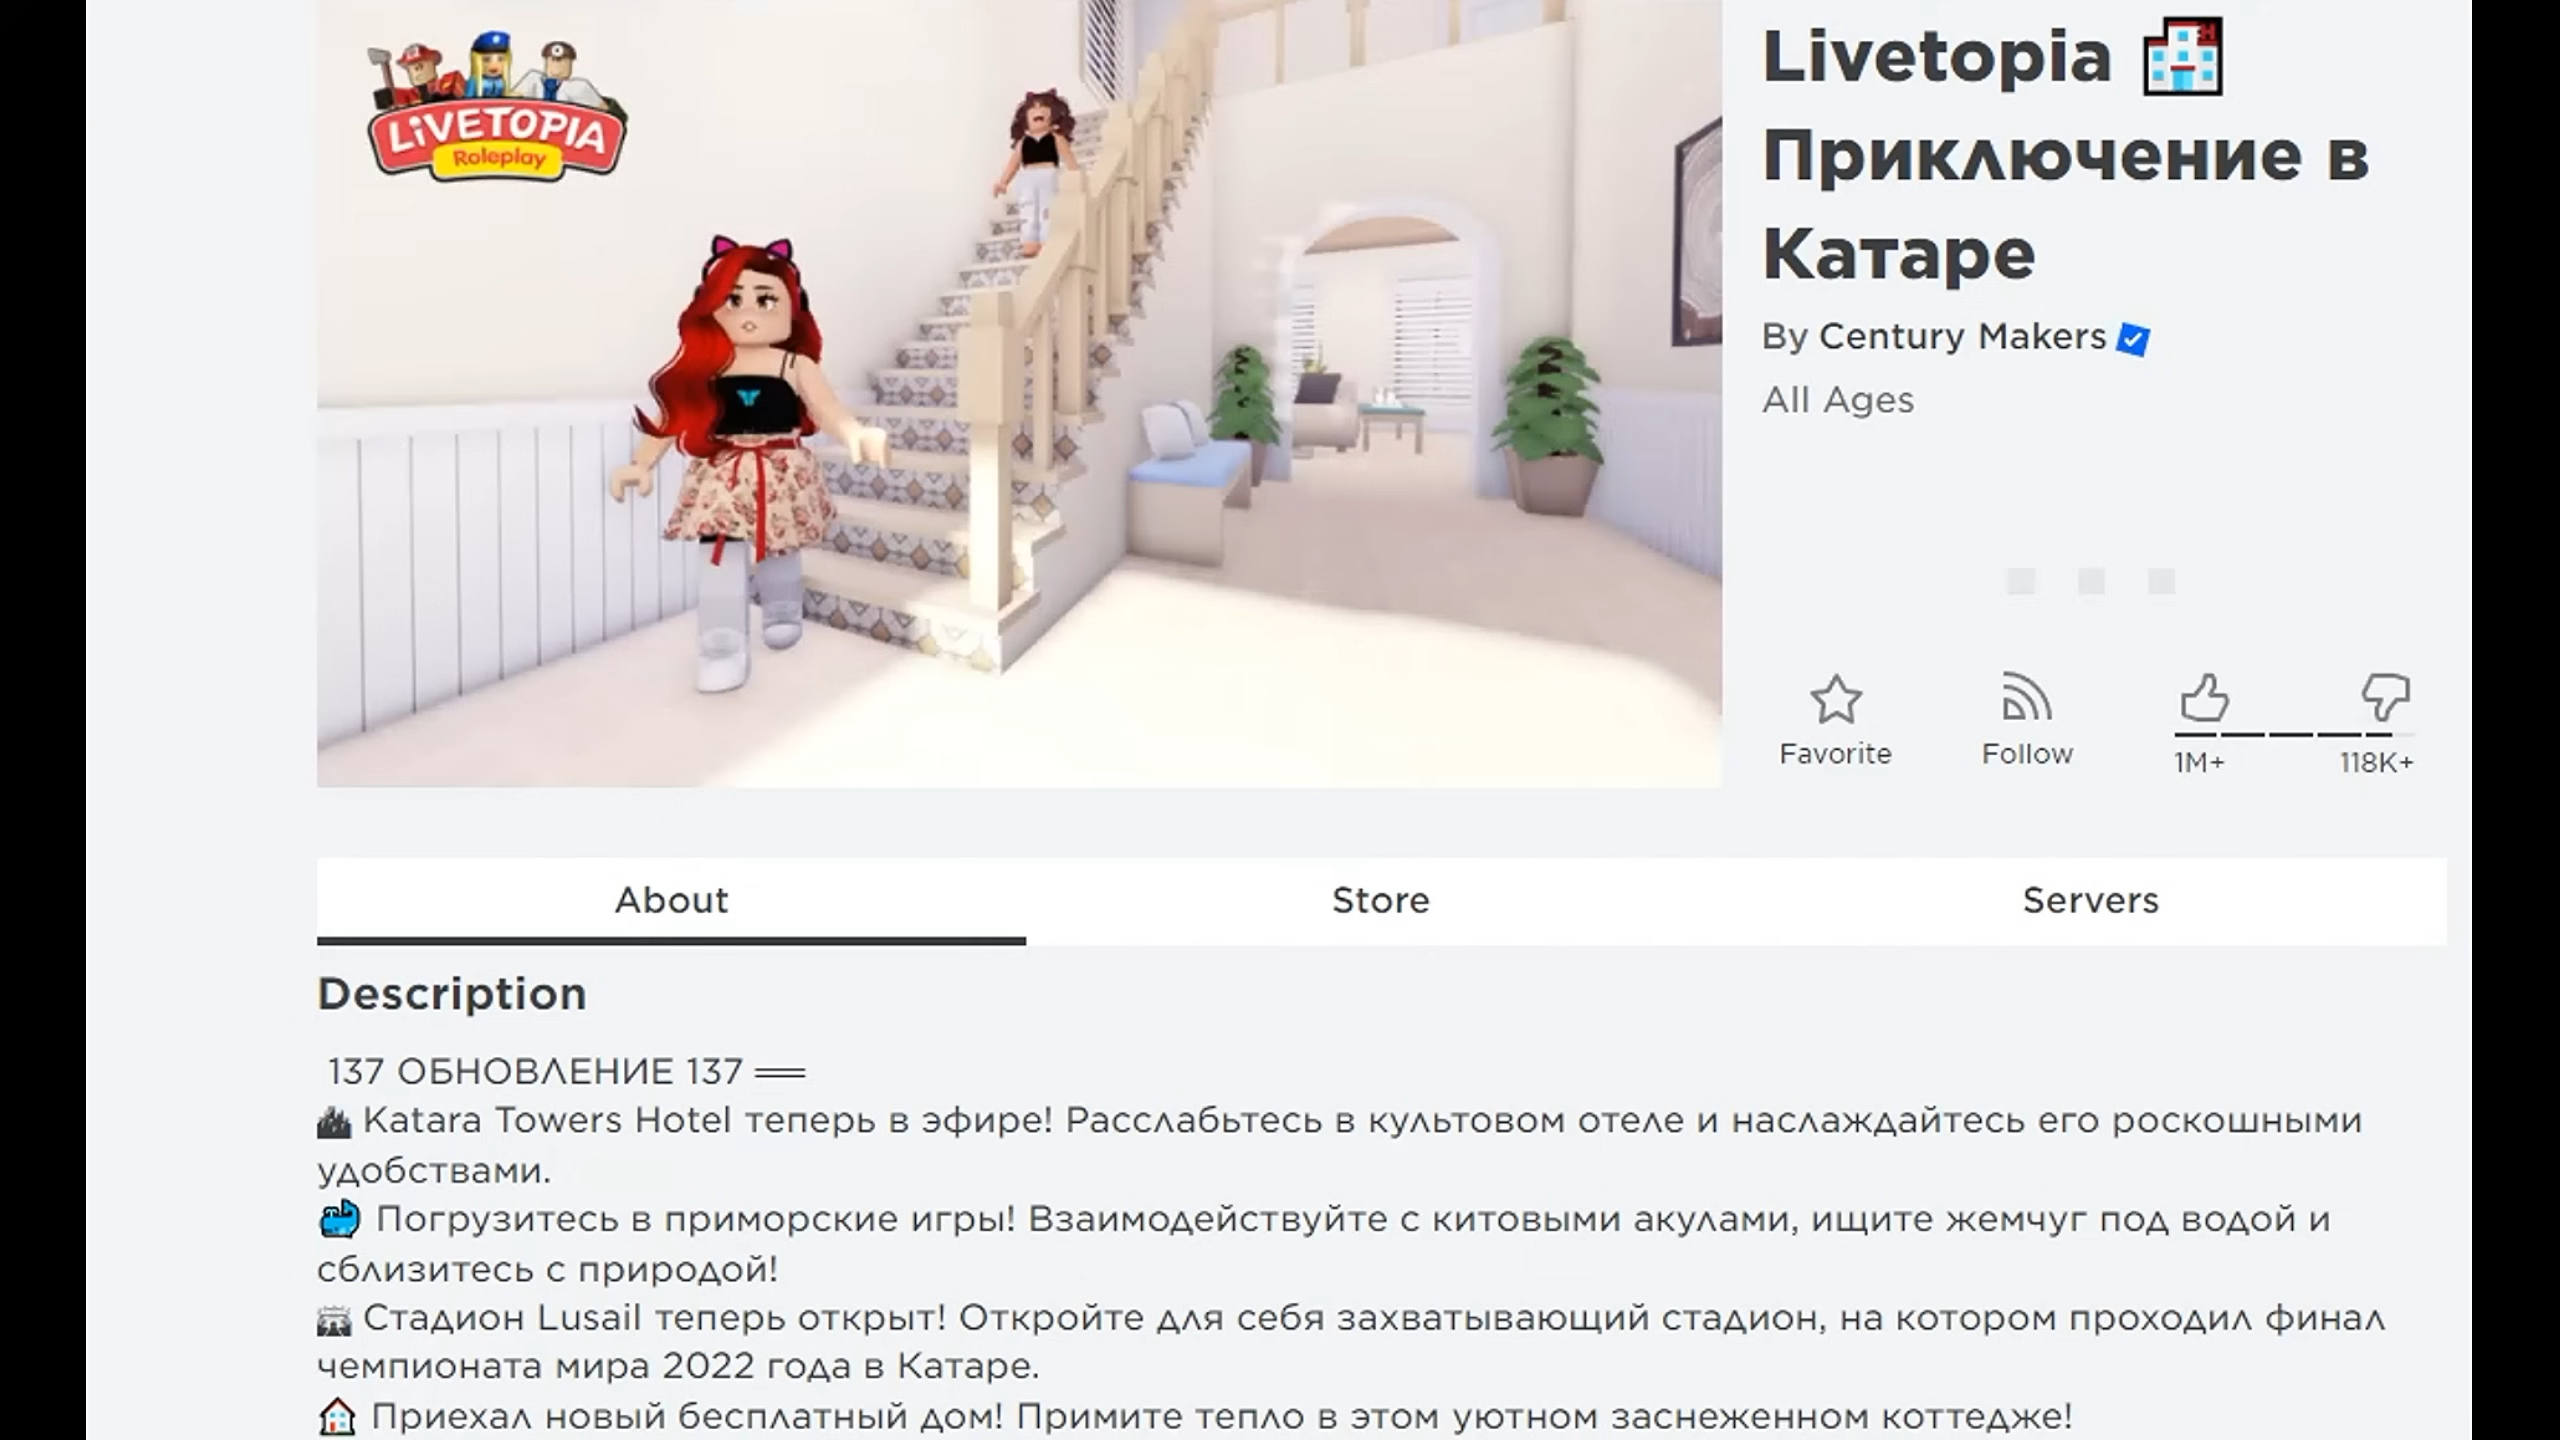 LIVETOPIA
Roleplay
Livetopia 🏨
Приключение в
Катаре
By Century Makers
All Ages
Favorite
Follow
1M+
118K+
About
Store
Servers
Description
137 ОБНОВЛЕНИЕ 137 ══
Katara Towers Hotel теперь в эфире! Расслабьтесь в культовом отеле и наслаждайтесь его роскошными
удобствами.
Погрузитесь в приморские игры! Взаимодействуйте с китовыми акулами, ищите жемчуг под водой и
сблизитесь с природой!
Стадион Lusail теперь открыт! Откройте для себя захватывающий стадион, на котором проходил финал
чемпионата мира 2022 года в Катаре.
Приехал новый бесплатный дом! Примите тепло в этом уютном заснеженном коттедже!